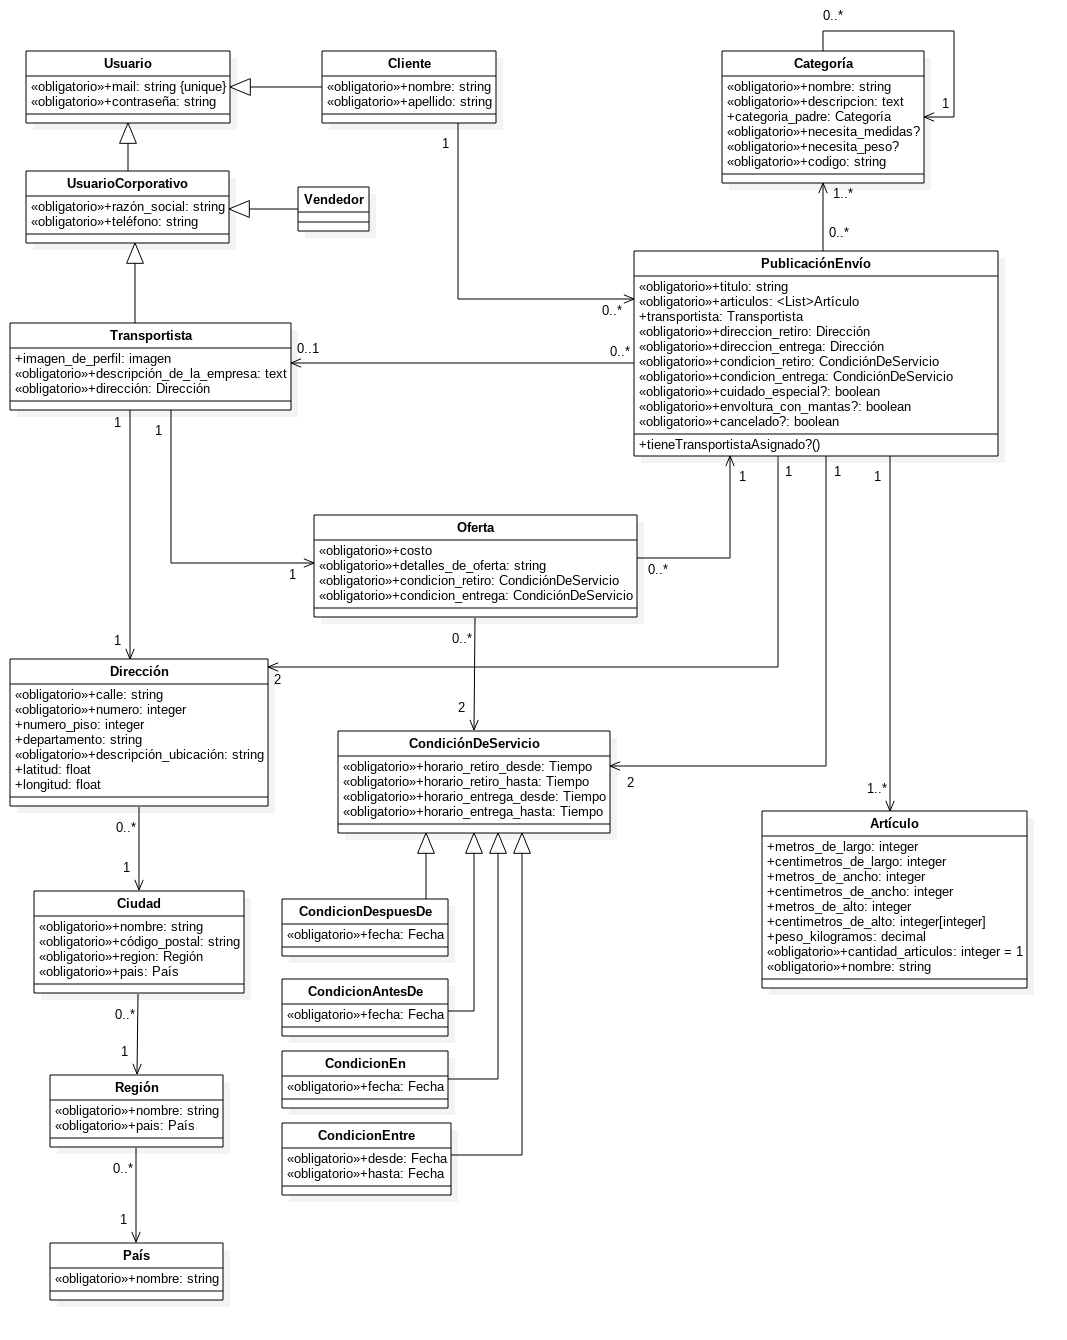 0..*
1
Usuario
«obligatorio»+mail: string {unique}
«obligatorio»+contraseña: string
Cliente
«obligatorio»+nombre: string
«obligatorio»+apellido: string
1
Categoría
«obligatorio»+nombre: string
«obligatorio»+descripcion: text
+categoria_padre: Categoría
«obligatorio»+necesita_medidas?
«obligatorio»+necesita_peso?
«obligatorio»+codigo: string
1..*
0..*
UsuarioCorporativo
«obligatorio»+razón_social: string
«obligatorio»+teléfono: string
Vendedor
PublicaciónEnvío
«obligatorio»+titulo: string
«obligatorio»+articulos: <List>Artículo
+transportista: Transportista
«obligatorio»+direccion_retiro: Dirección
«obligatorio»+direccion_entrega: Dirección
«obligatorio»+condicion_retiro: CondiciónDeServicio
«obligatorio»+condicion_entrega: CondiciónDeServicio
«obligatorio»+cuidado_especial?: boolean
«obligatorio»+envoltura_con_mantas?: boolean
«obligatorio»+cancelado?: boolean
+tieneTransportistaAsignado?()
0..*
0..*
0..1
Transportista
+imagen_de_perfil: imagen
«obligatorio»+descripción_de_la_empresa: text
«obligatorio»+dirección: Dirección
1
1
1
1
1
1
Oferta
«obligatorio»+costo
«obligatorio»+detalles_de_oferta: string
«obligatorio»+condicion_retiro: CondiciónDeServicio
«obligatorio»+condicion_entrega: CondiciónDeServicio
1
0..*
0..*
2
1
2
Dirección
«obligatorio»+calle: string
«obligatorio»+numero: integer
+numero_piso: integer
+departamento: string
«obligatorio»+descripción_ubicación: string
+latitud: float
+longitud: float
CondiciónDeServicio
«obligatorio»+horario_retiro_desde: Tiempo
«obligatorio»+horario_retiro_hasta: Tiempo
«obligatorio»+horario_entrega_desde: Tiempo
«obligatorio»+horario_entrega_hasta: Tiempo
2
1..*
Artículo
+metros_de_largo: integer
+centimetros_de_largo: integer
+metros_de_ancho: integer
+centimetros_de_ancho: integer
+metros_de_alto: integer
+centimetros_de_alto: integer[integer]
+peso_kilogramos: decimal
«obligatorio»+cantidad_articulos: integer = 1
«obligatorio»+nombre: string
0..*
1
Ciudad
«obligatorio»+nombre: string
«obligatorio»+código_postal: string
«obligatorio»+region: Región
«obligatorio»+pais: País
CondicionDespuesDe
«obligatorio»+fecha: Fecha
CondicionAntesDe
«obligatorio»+fecha: Fecha
CondicionEn
«obligatorio»+fecha: Fecha
CondicionEntre
«obligatorio»+desde: Fecha
«obligatorio»+hasta: Fecha
0..*
1
Región
«obligatorio»+nombre: string
«obligatorio»+pais: País
0..*
1
País
«obligatorio»+nombre: string